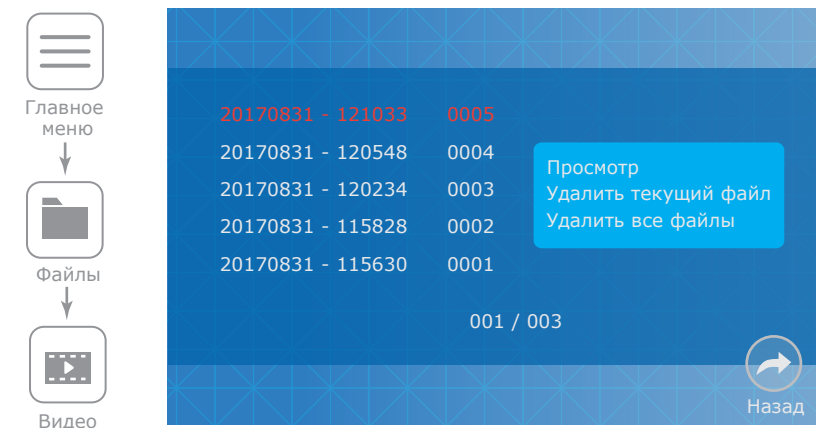 Главное
меню
Файлы
Видео
20170831 - 121033 0005
20170831 - 120548 0004
20170831 - 120234 0003
20170831 - 115828 0002
20170831 - 115630 0001
Просмотр
Удалить текущий файл
Удалить все файлы
001 / 003
Назад